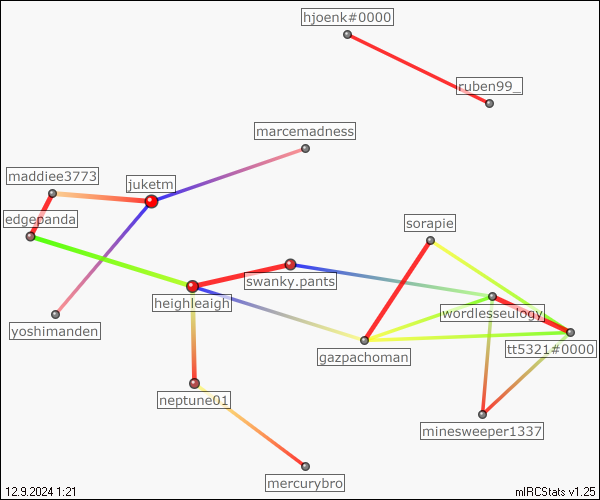 hjoenk#0000
ruben99_
marcemadness
maddiee3773
juketm
edgepanda
sorapie
swanky.pants
heighleaigh
wordlesseulogy
yoshimanden
gazpachoman
tt5321#0000
neptune01
minesweeper1337
mercurybro
12.9.2024 1:21
mIRCStats v1.25